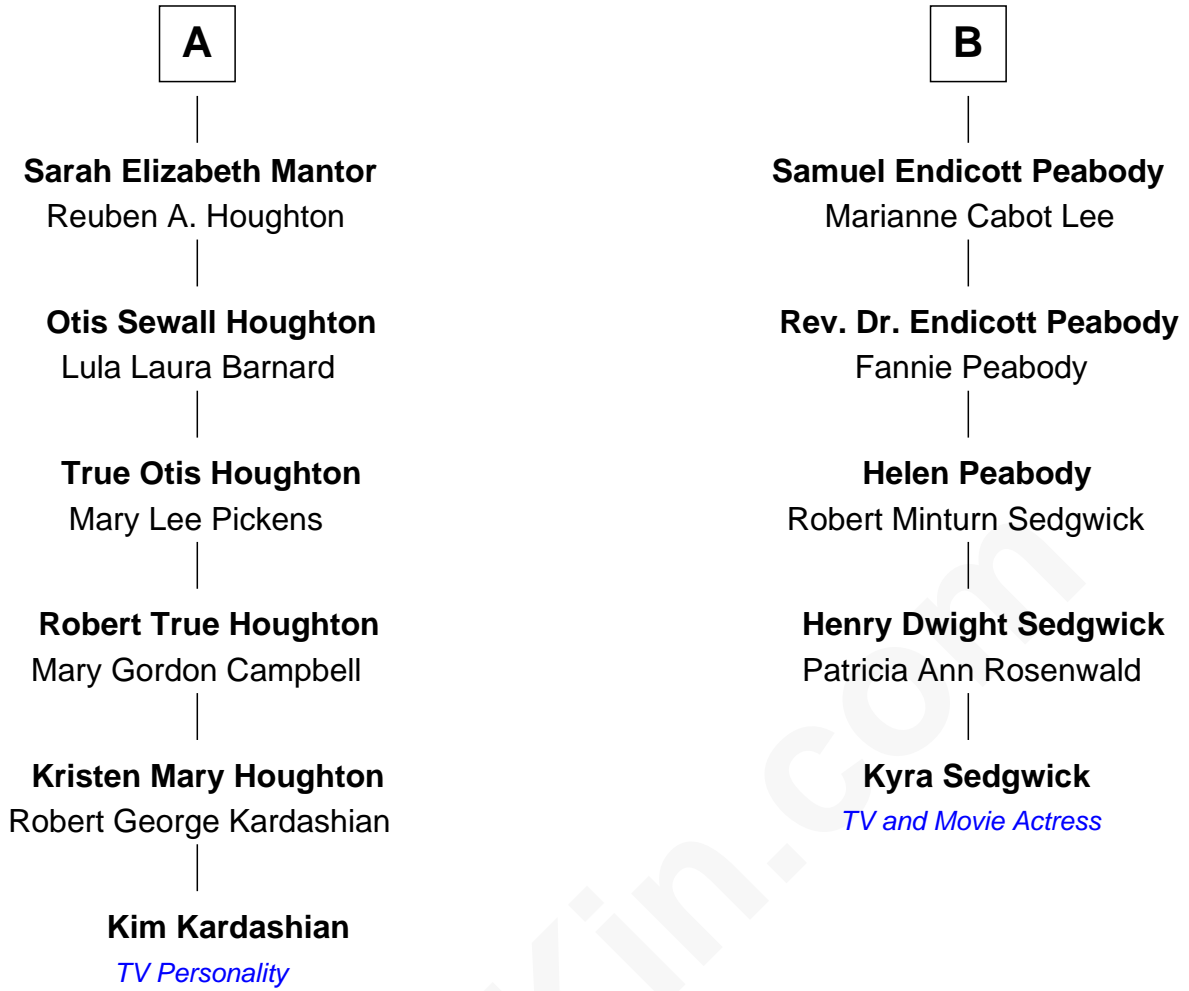 A
Sarah Elizabeth Mantor
Reuben A. Houghton
Otis Sewall Houghton
Lula Laura Barnard
True Otis Houghton
Mary Lee Pickens
Robert True Houghton
Mary Gordon Campbell
Kristen Mary Houghton
Robert George Kardashian
Kim Kardashian
TV Personality
B
Samuel Endicott Peabody
Marianne Cabot Lee
Rev. Dr. Endicott Peabody
Fannie Peabody
Helen Peabody
Robert Minturn Sedgwick
Henry Dwight Sedgwick
Patricia Ann Rosenwald
Kyra Sedgwick
TV and Movie Actress
Kin.com